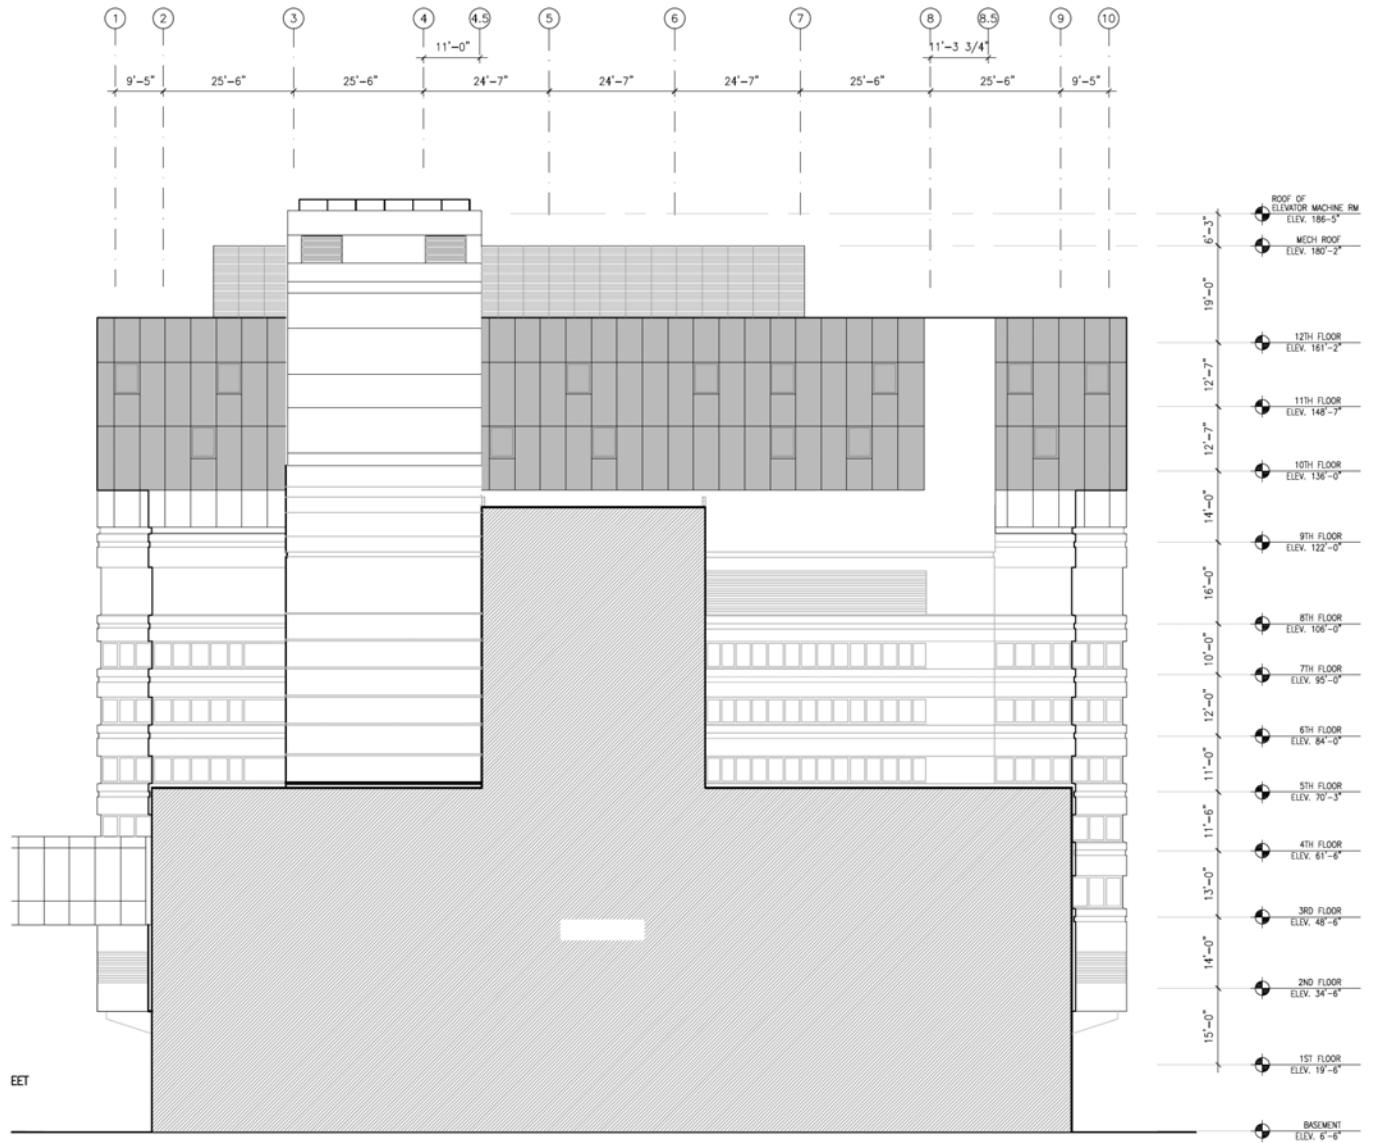 1 2 3 4 4.5 5 6 7 8 8.5 9 10
11'-0" 11'-3 3/4"
9'-5" 25'-6" 25'-6" 24'-7" 24'-7" 24'-7" 25'-6" 25'-6" 9'-5"
ROOF OF
ELEVATOR MACHINE RM
ELEV. 186-5"
6'-3"
MECH ROOF
ELEV. 180'-2"
19'-0"
12TH FLOOR
ELEV. 161'-2"
12'-7"
11TH FLOOR
ELEV. 148'-7"
12'-7"
10TH FLOOR
ELEV. 136'-0"
14'-0"
9TH FLOOR
ELEV. 122'-0"
16'-0"
8TH FLOOR
ELEV. 106'-0"
10'-0"
7TH FLOOR
ELEV. 95'-0"
12'-0"
6TH FLOOR
ELEV. 84'-0"
11'-0"
5TH FLOOR
ELEV. 70'-3"
11'-6"
4TH FLOOR
ELEV. 61'-6"
13'-0"
3RD FLOOR
ELEV. 48'-6"
14'-0"
2ND FLOOR
ELEV. 34'-6"
15'-0"
1ST FLOOR
ELEV. 19'-6"
EET
BASEMENT
ELEV. 6'-6"